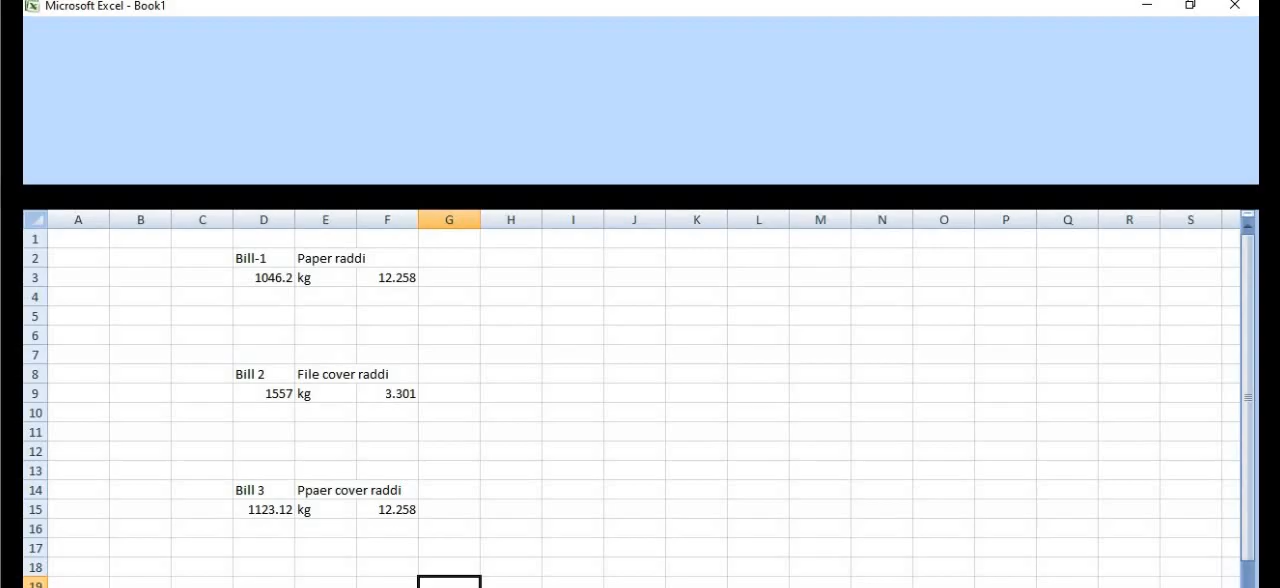 Microsoft Excel - Book1
A B C D E F G H I J K L M N O P Q R S
1
2 Bill-1 Paper raddi
3 1046.2 kg 12.258
4
5
6
7
8 Bill 2 File cover raddi
9 1557 kg 3.301
10
11
12
13
14 Bill 3 Ppaer cover raddi
15 1123.12 kg 12.258
16
17
18
19